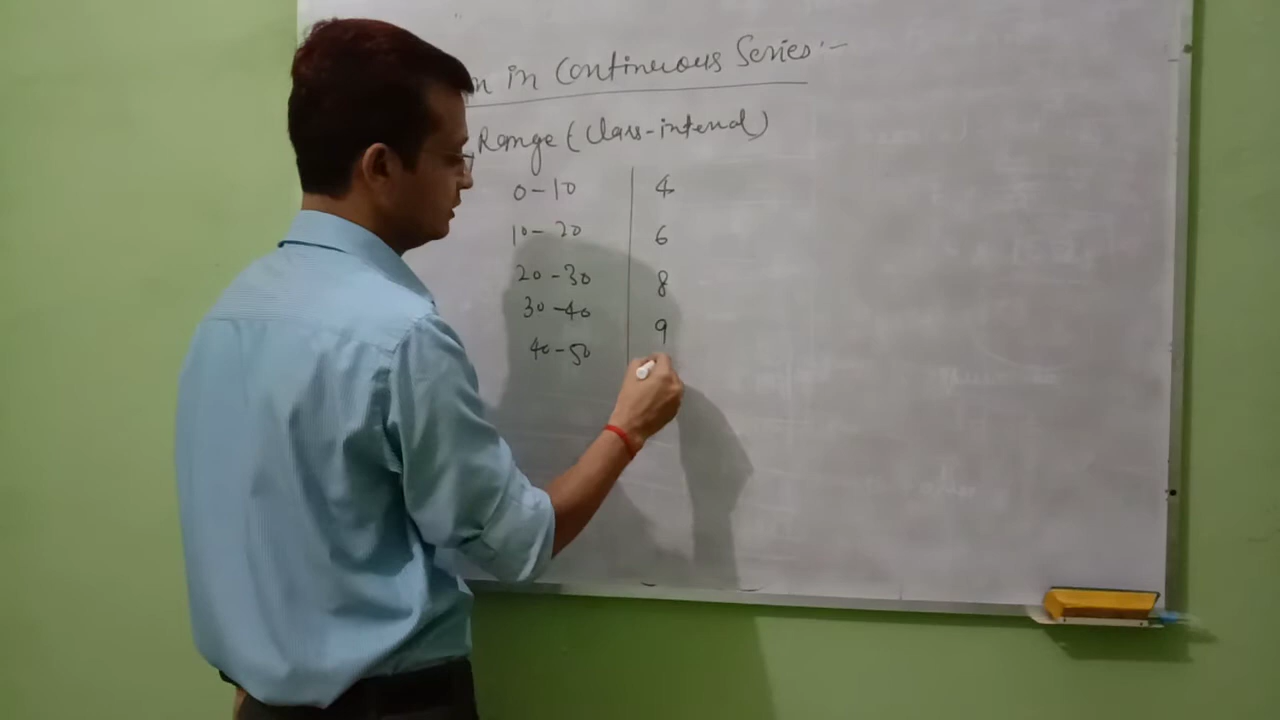 in Continuous Series:-
Range (Class-interval)
0-10 4
10-20 6
20-30 8
30-40 9
40-50